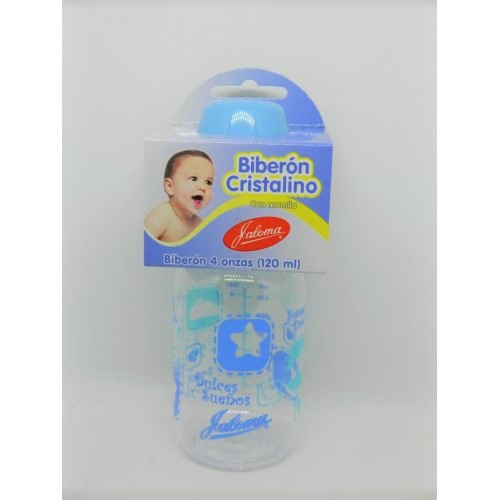 Biberón
Cristalino
Con mamila
Jaloma
Biberón 4 onzas (120 ml)
Dulces
Sueños
Jaloma